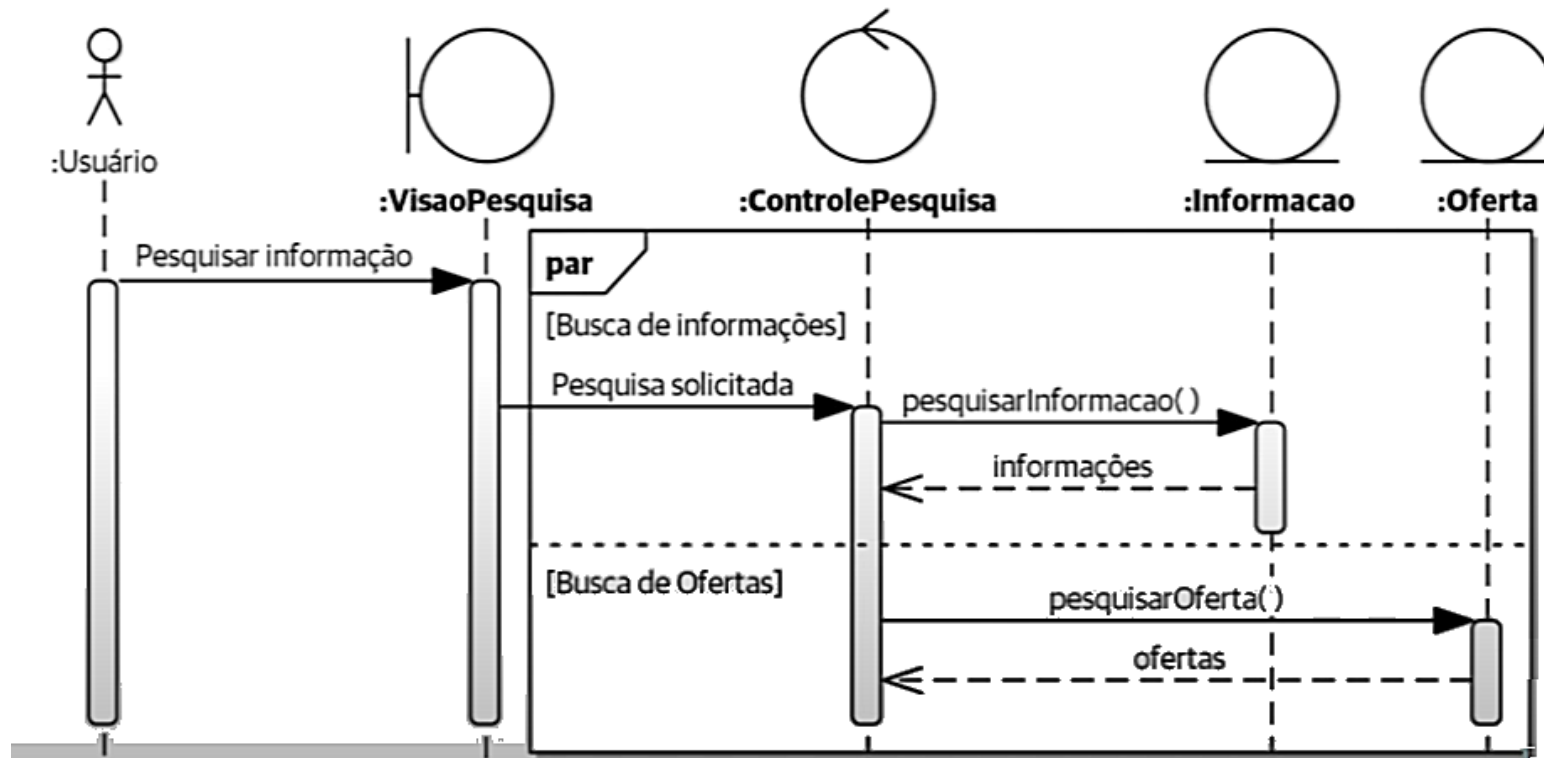 :Usuário
:VisaoPesquisa
:ControlePesquisa
:Informacao
:Oferta
Pesquisar informação
par
[Busca de informações]
Pesquisa solicitada
pesquisarInformacao( )
informações
[Busca de Ofertas]
pesquisarOferta( )
ofertas